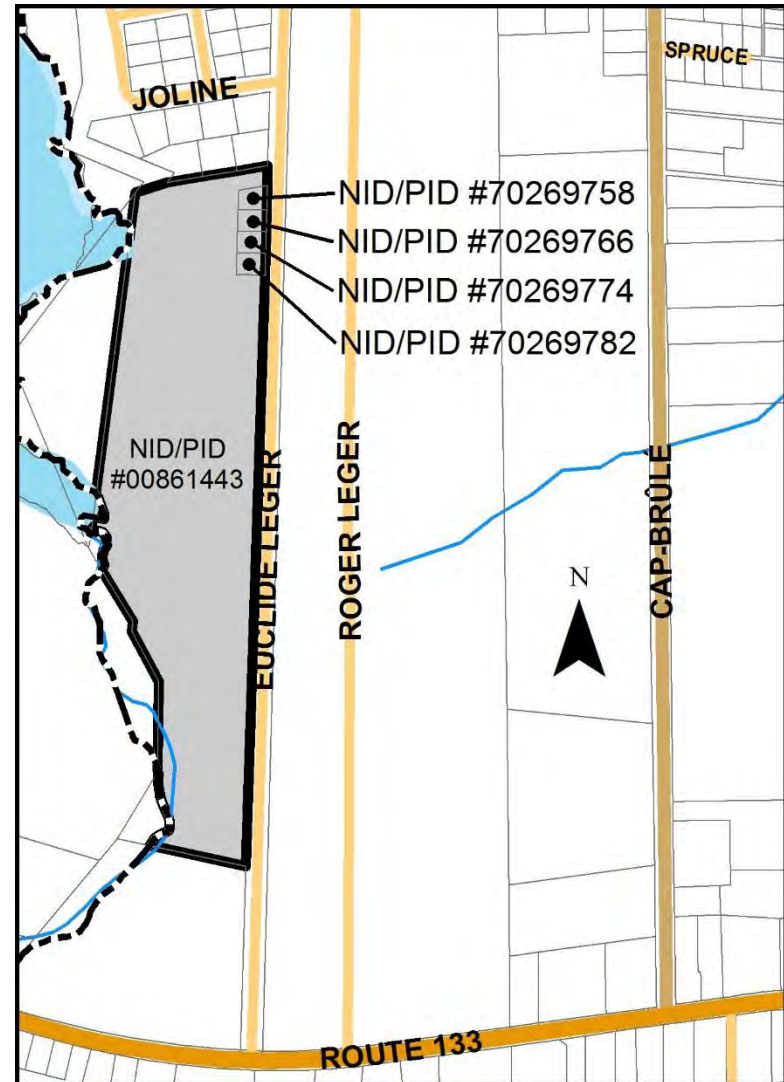 SPRUCE
JOLINE
NID/PID #70269758
NID/PID #70269766
NID/PID #70269774
NID/PID #70269782
NID/PID
#00861443
EUCLIDE LEGER
ROGER LEGER
CAP-BRÛLÉ
N
ROUTE 133